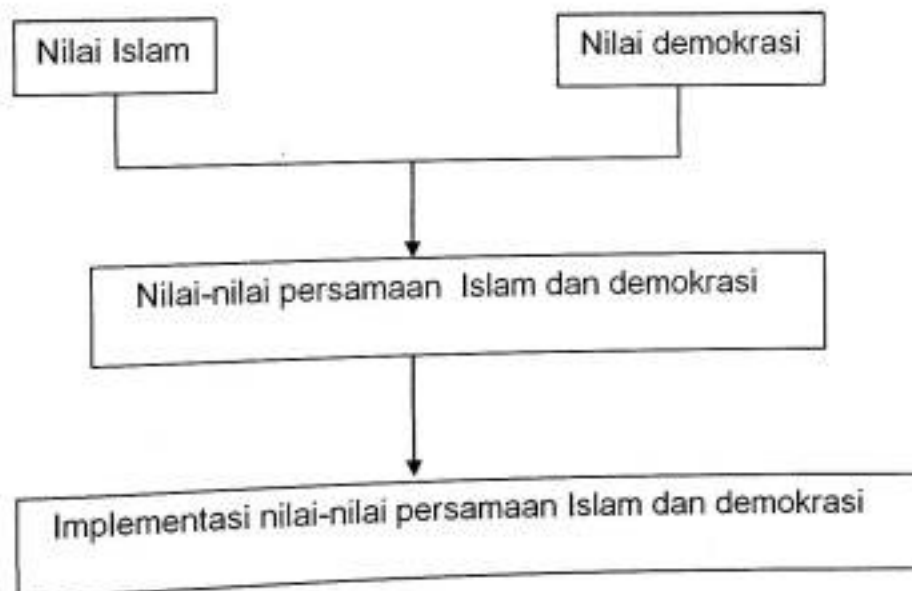 Nilai Islam
Nilai demokrasi
Nilai-nilai persamaan Islam dan demokrasi
Implementasi nilai-nilai persamaan Islam dan demokrasi